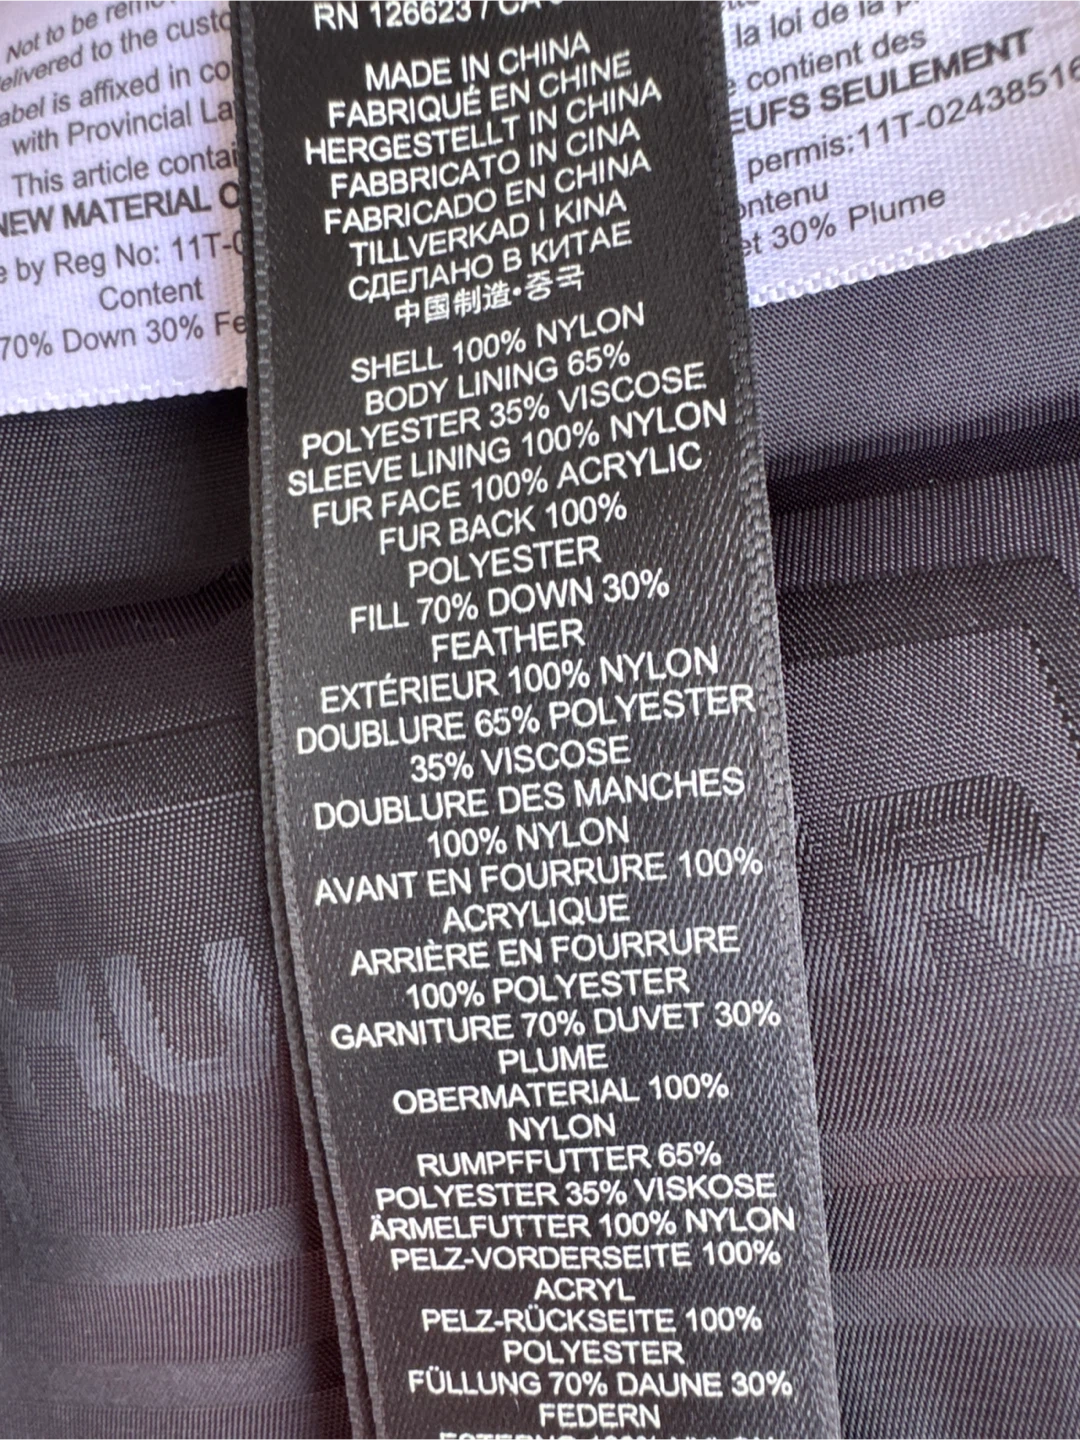 Not to be
delivered to the
label is affixed in
with Provincial
This article
NEW MATERIAL
by Reg No:
Content
70% Down 30%
RN 126623 /
MADE IN CHINA
FABRIQUÉ EN CHINE
HERGESTELLT IN CHINA
FABBRICATO IN CINA
FABRICADO EN CHINA
TILLVERKAD I KINA
СДЕЛАНО В КИТАЕ
中国制造•중국
SHELL 100% NYLON
BODY LINING 65%
POLYESTER 35% VISCOSE
SLEEVE LINING 100% NYLON
FUR FACE 100% ACRYLIC
FUR BACK 100%
POLYESTER
FILL 70% DOWN 30%
FEATHER
EXTÉRIEUR 100% NYLON
DOUBLURE 65% POLYESTER
35% VISCOSE
DOUBLURE DES MANCHES
100% NYLON
AVANT EN FOURRURE 100%
ACRYLIQUE
ARRIÈRE EN FOURRURE
100% POLYESTER
GARNITURE 70% DUVET 30%
PLUME
OBERMATERIAL 100%
NYLON
RUMPFFUTTER 65%
POLYESTER 35% VISKOSE
ÄRMELFUTTER 100% NYLON
PELZ-VORDERSEITE 100%
ACRYL
PELZ-RÜCKSEITE 100%
POLYESTER
FÜLLUNG 70% DAUNE 30%
FEDERN
la loi de la
contient des
SEULEMENT
permis:11T-0243851
et 30% Plume